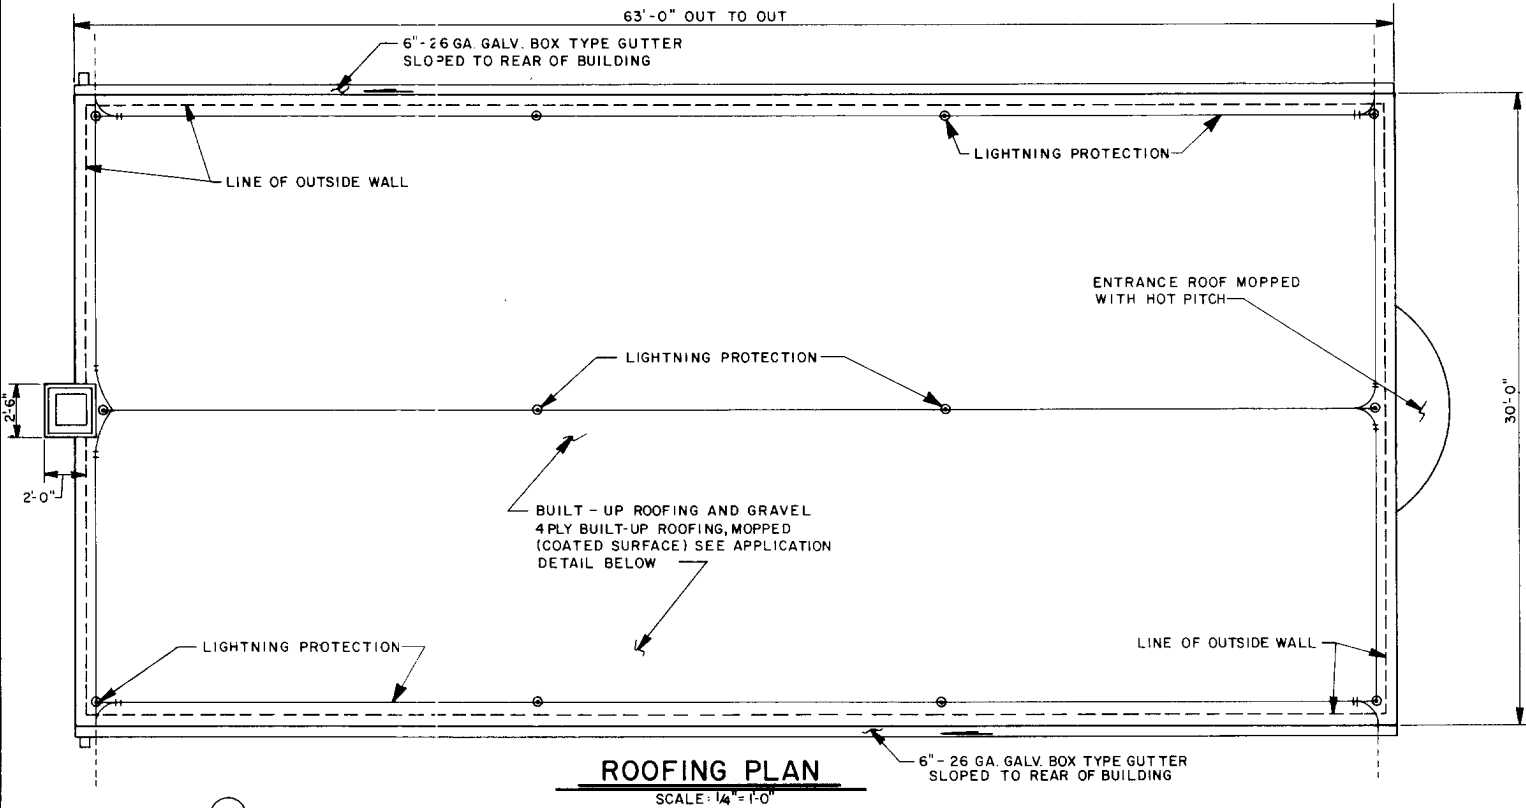 63'-0" OUT TO OUT
6"-26 GA. GALV. BOX TYPE GUTTER
SLOPED TO REAR OF BUILDING
LIGHTNING PROTECTION
LINE OF OUTSIDE WALL
ENTRANCE ROOF MOPPED
WITH HOT PITCH
LIGHTNING PROTECTION
2'-6"
30'-0"
2'-0"
BUILT-UP ROOFING AND GRAVEL
4 PLY BUILT-UP ROOFING, MOPPED
(COATED SURFACE) SEE APPLICATION
DETAIL BELOW
LIGHTNING PROTECTION
LINE OF OUTSIDE WALL
6"-26 GA. GALV. BOX TYPE GUTTER
SLOPED TO REAR OF BUILDING
ROOFING PLAN
SCALE: 1/4"=1'-0"